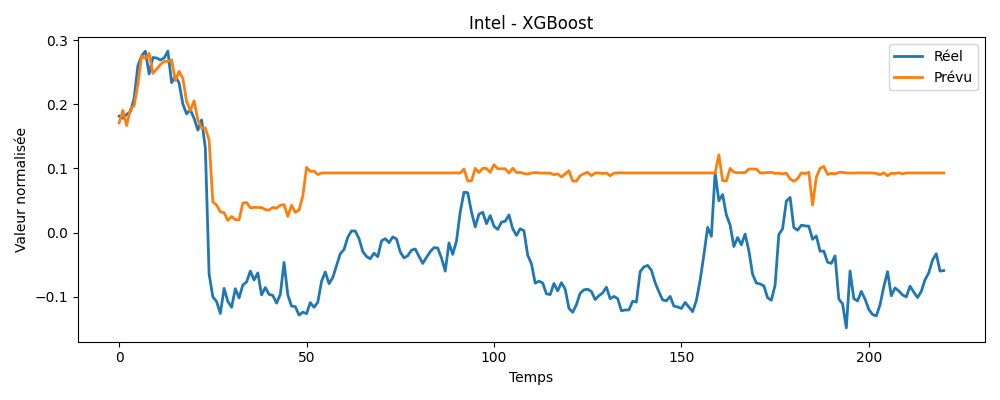 Intel - XGBoost
Réel
Prévu
Valeur normalisée
0.3
0.2
0.1
0.0
−0.1
0
50
100
150
200
Temps